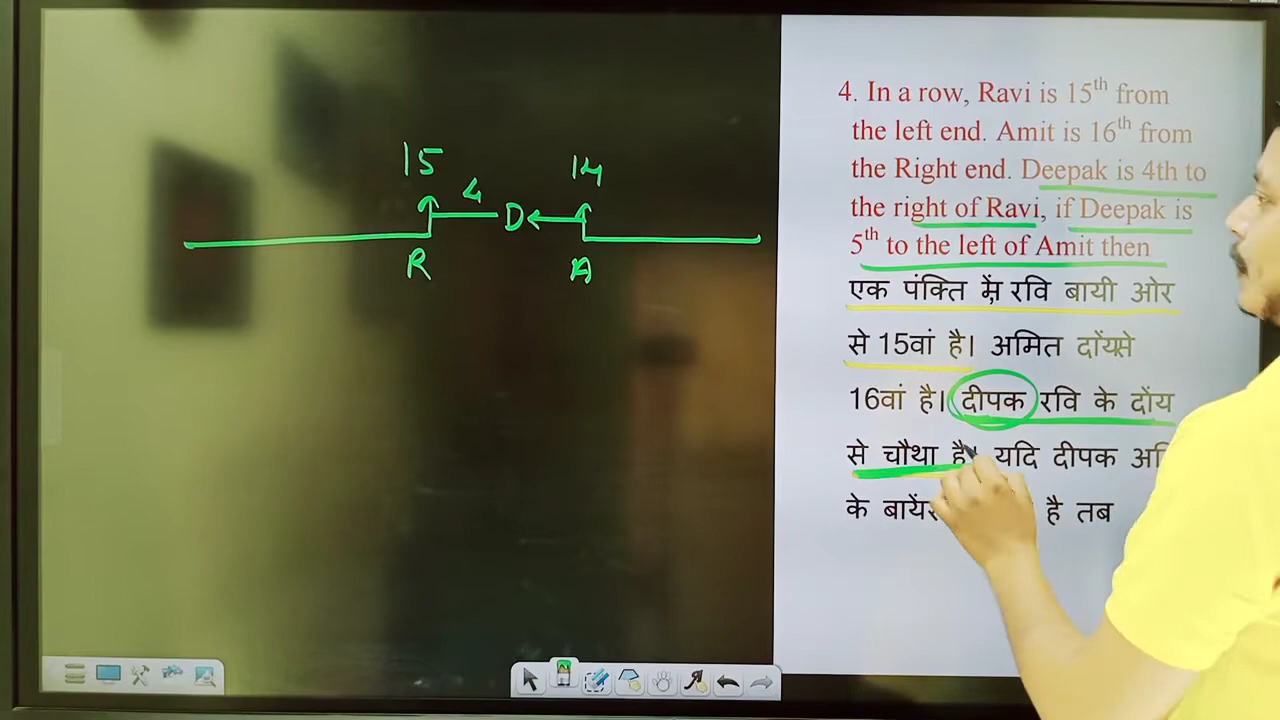 15 14
4
D
R A
4. In a row, Ravi is 15th from
the left end. Amit is 16th from
the Right end. Deepak is 4th to
the right of Ravi, if Deepak is
5th to the left of Amit then
एक पंक्ति में रवि बायी ओर
से 15वां है। अमित
16वां है। दीपक रवि के दोंय
से चौथा है। यदि दीपक
के है तब